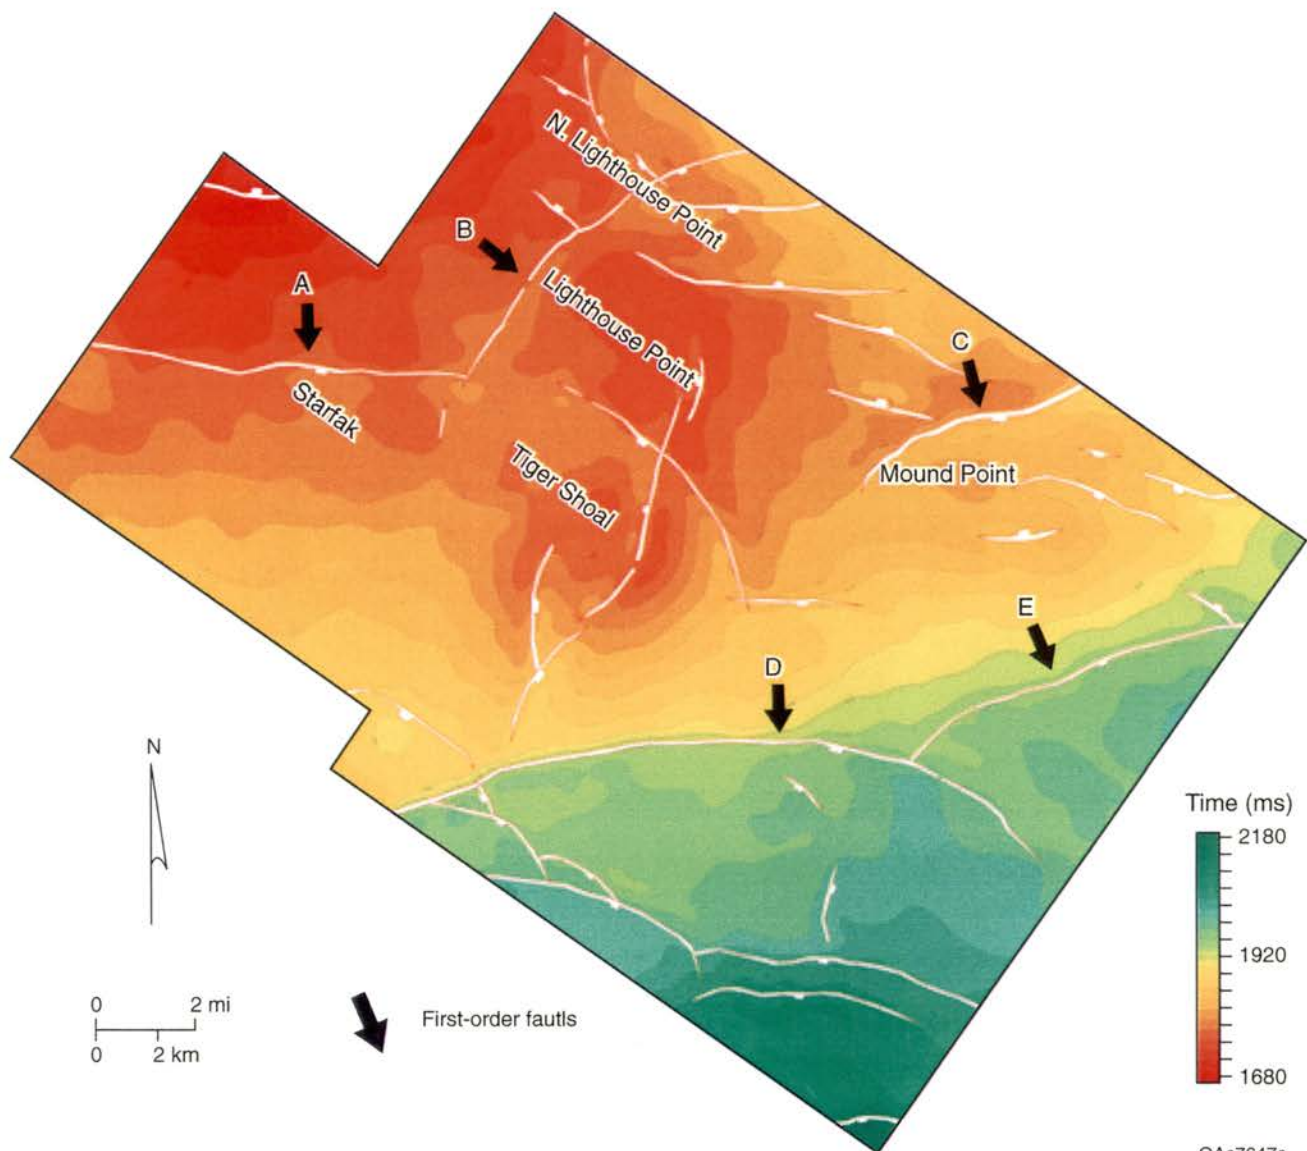 N. Lighthouse Point
B
A
Lighthouse Point
C
Starfak
Tiger Shoal
Mound Point
E
D
N
Time (ms)
2180
1920
1680
0 2 mi
0 2 km
First-order fautls